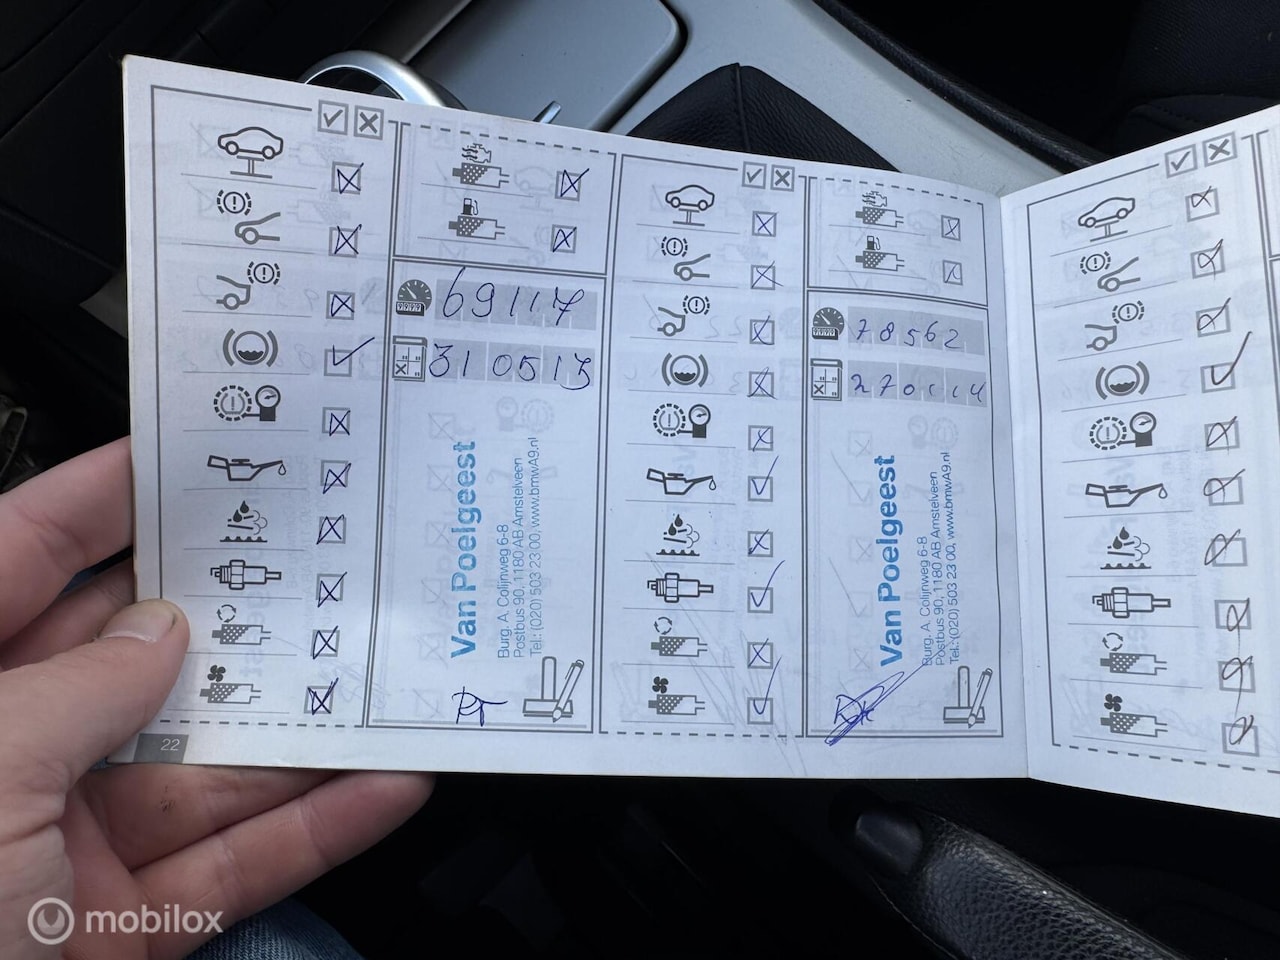 69117
310513
Van Poelgeest
Burg. A. Colijnweg 6-8
Postbus 90, 1180 AB Amstelveen
Tel.: (020) 503 23 00, www.bmwA9.nl
22
78562
270114
Van Poelgeest
Burg. A. Colijnweg 6-8
Postbus 90, 1180 AB Amstelveen
Tel.: (020) 503 23 00, www.bmwA9.nl
mobilox